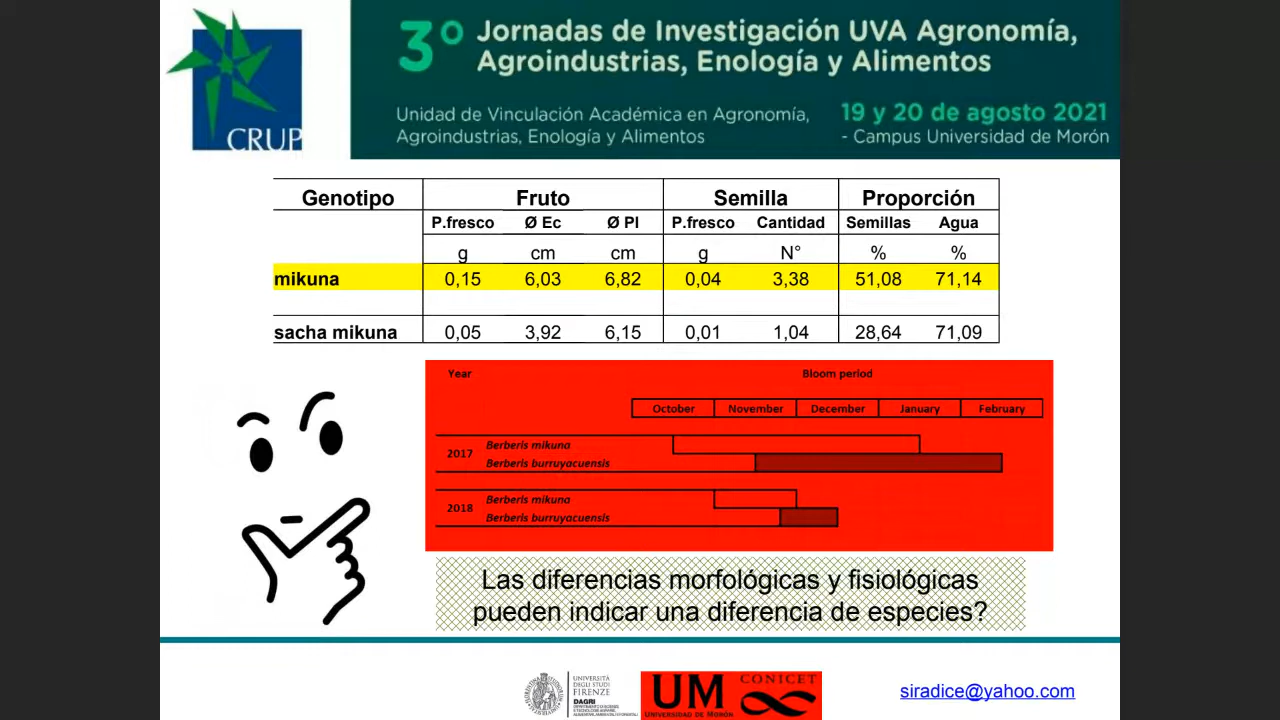 CRUP
3º Jornadas de Investigación UVA Agronomía,
Agroindustrias, Enología y Alimentos
Unidad de Vinculación Académica en Agronomía,
Agroindustrias, Enología y Alimentos
19 y 20 de agosto 2021
- Campus Universidad de Morón
Genotipo Fruto Semilla Proporción
P.fresco Ø Ec Ø Pl P.fresco Cantidad Semillas Agua
g cm cm g N° % %
mikuna 0,15 6,03 6,82 0,04 3,38 51,08 71,14
sacha mikuna 0,05 3,92 6,15 0,01 1,04 28,64 71,09
Year Bloom period
October November December January February
2017
Berberis mikuna
Berberis burruyacuensis
2018
Berberis mikuna
Berberis burruyacuensis
Las diferencias morfológicas y fisiológicas
pueden indicar una diferencia de especies?
UNIVERSITÀ
DEGLI STUDI
FIRENZE
DAGRI
UM
UNIVERSIDAD DE MORÓN
CONICET
siradice@yahoo.com